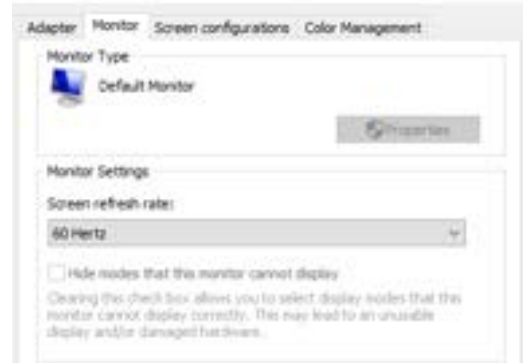 Adapter Monitor Screen configurations Color Management
Monitor Type
Default Monitor
Properties
Monitor Settings
Screen refresh rate:
60 Hertz
Hide modes that this monitor cannot display
Clearing this check box allows you to select display modes that this
monitor cannot display correctly. This may lead to an unusable
display and/or damaged hardware.